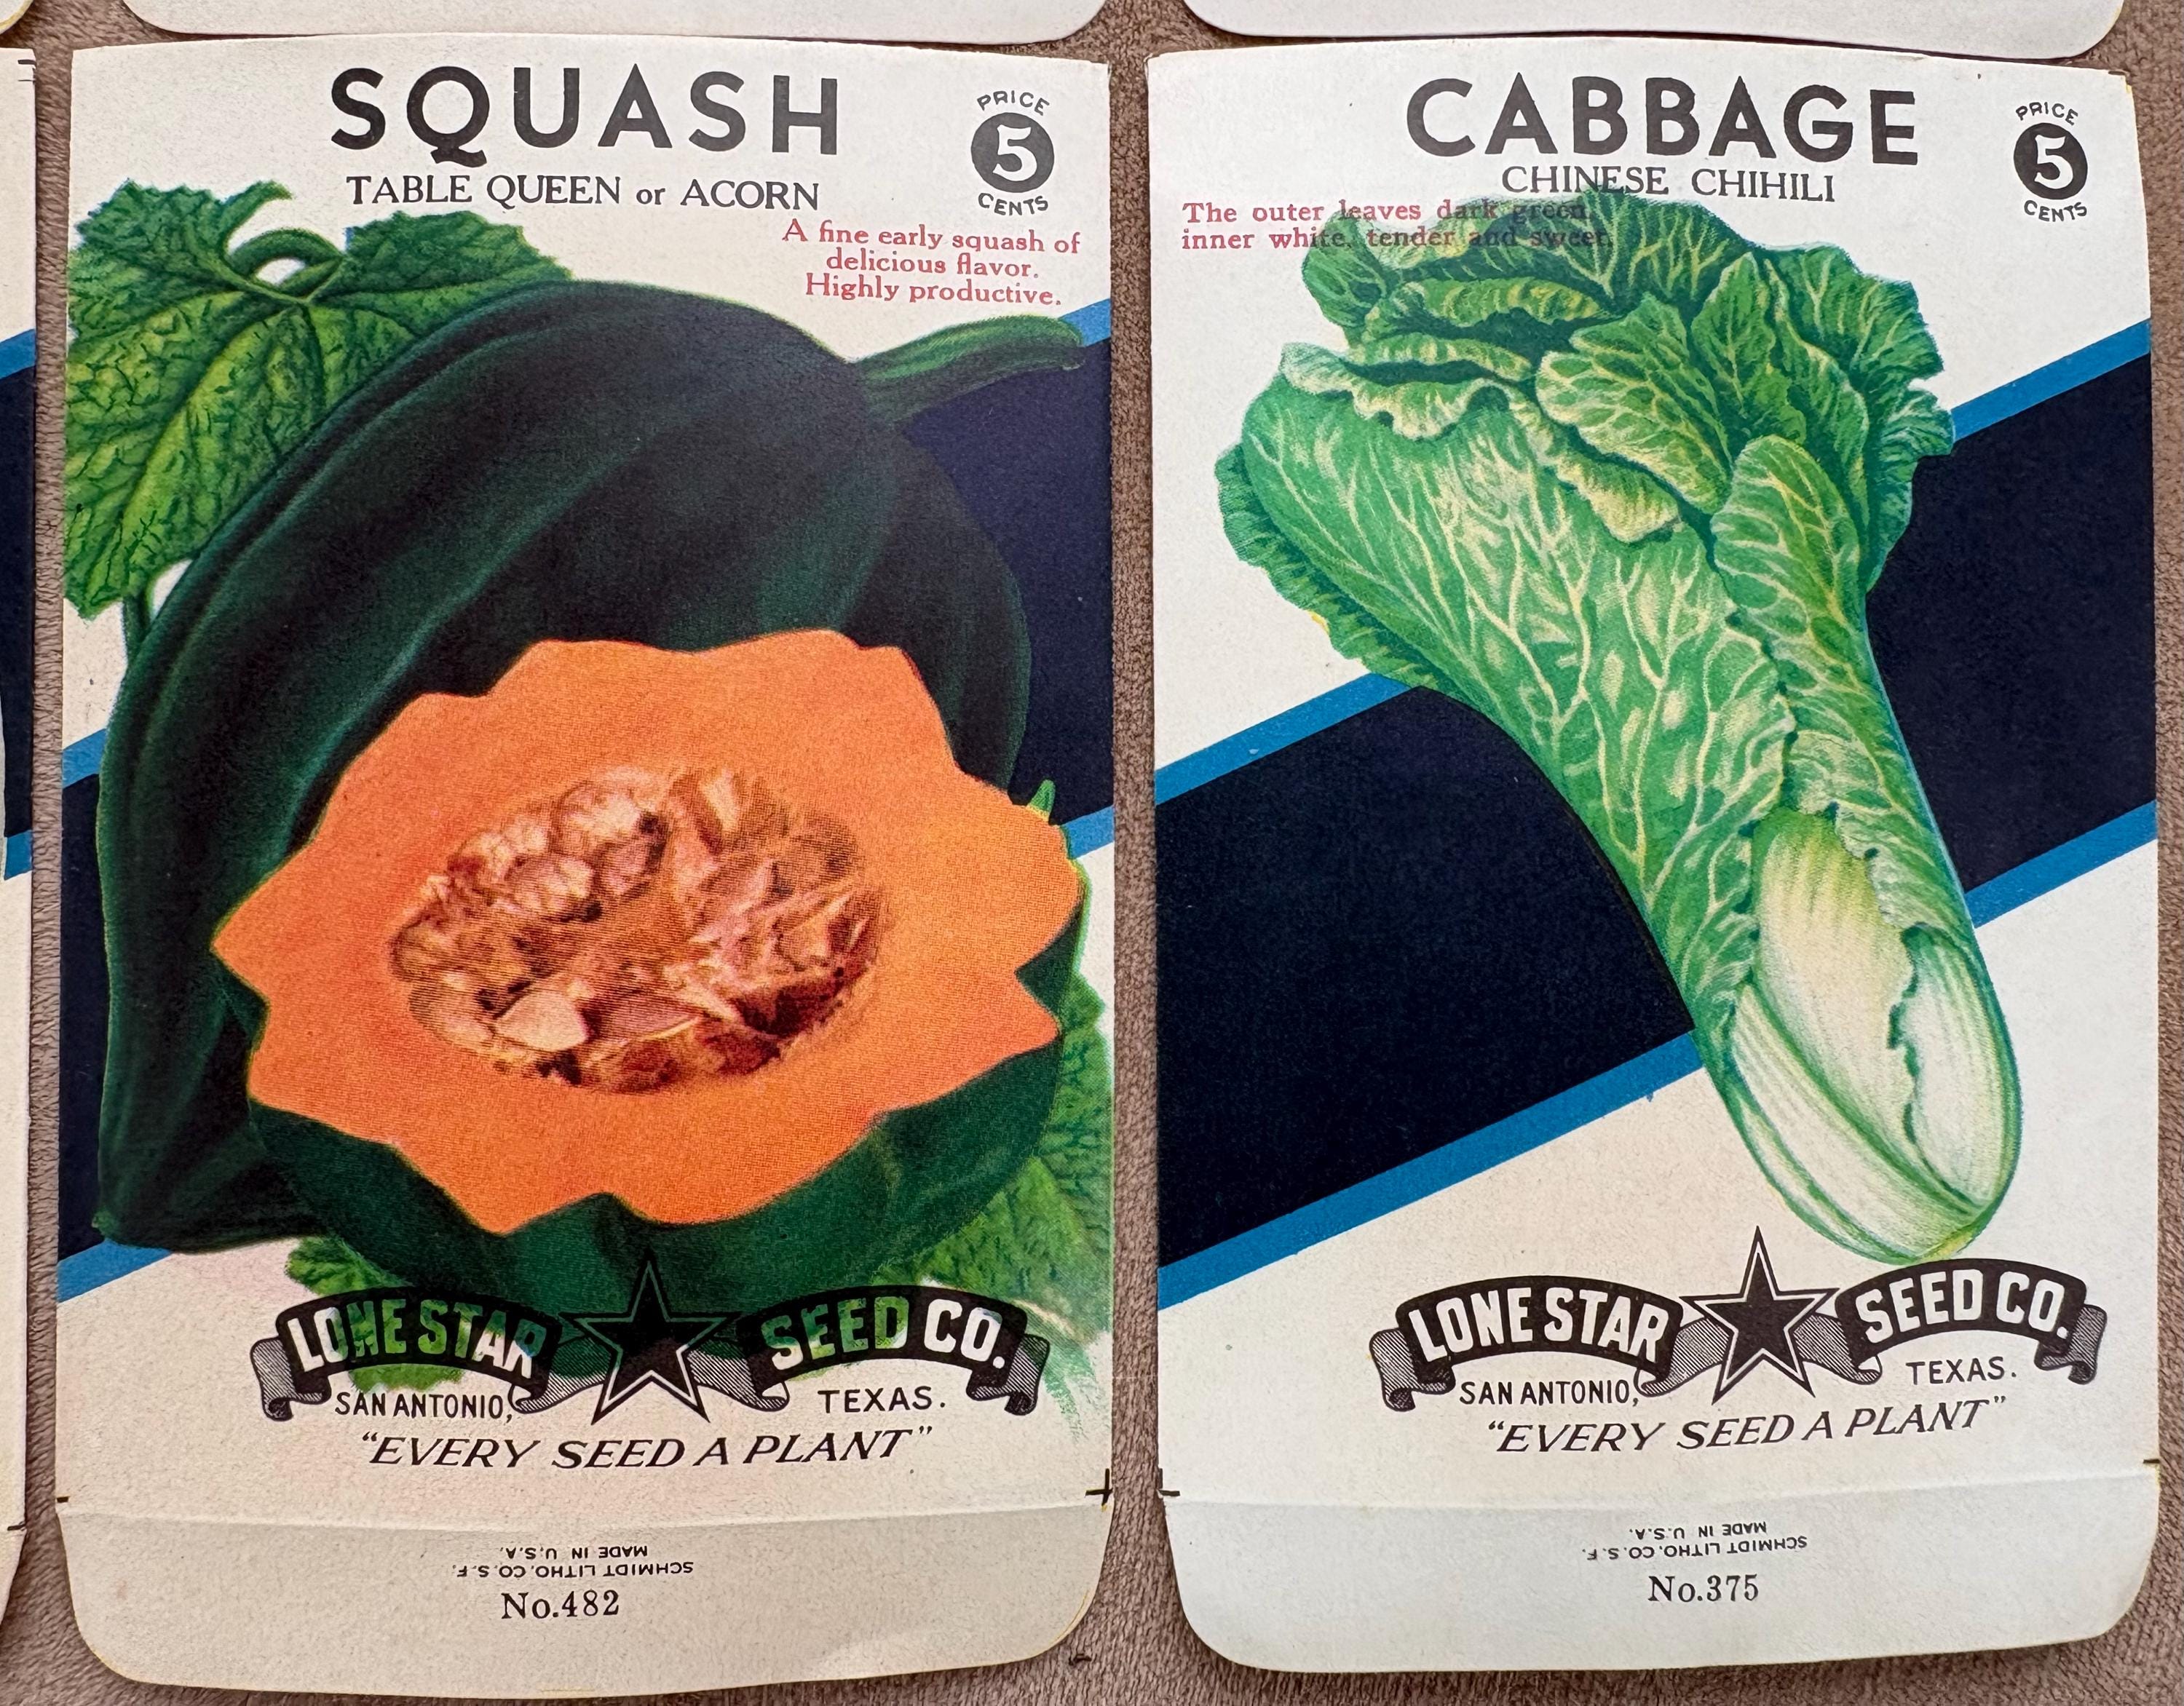 SQUASH
TABLE QUEEN or ACORN
PRICE
5
CENTS
A fine early squash of
delicious flavor.
Highly productive.
LONE STAR SEED CO.
SAN ANTONIO, TEXAS.
"EVERY SEED A PLANT"
SCHMIDT LITHO. CO. S. F.
MADE IN U.S.A.
No.482
CABBAGE
CHINESE CHIHILI
PRICE
5
CENTS
The outer leaves dark green,
inner white, tender and sweet.
LONE STAR SEED CO.
SAN ANTONIO, TEXAS.
"EVERY SEED A PLANT"
SCHMIDT LITHO. CO. S. F.
MADE IN U.S.A.
No.375